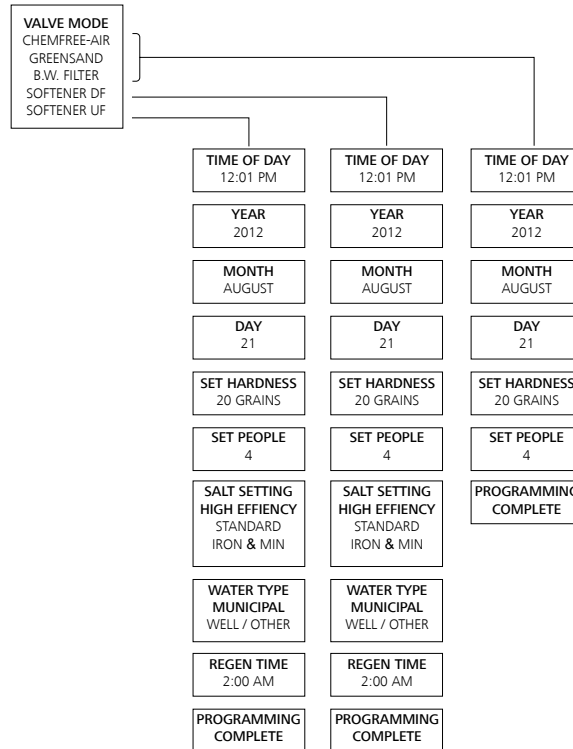 VALVE MODE
CHEMFREE-AIR
GREENSAND
B.W. FILTER
SOFTENER DF
SOFTENER UF
TIME OF DAY
12:01 PM
YEAR
2012
MONTH
AUGUST
DAY
21
SET HARDNESS
20 GRAINS
SET PEOPLE
4
SALT SETTING
HIGH EFFIENCY
STANDARD
IRON & MIN
WATER TYPE
MUNICIPAL
WELL / OTHER
REGEN TIME
2:00 AM
PROGRAMMING
COMPLETE
TIME OF DAY
12:01 PM
YEAR
2012
MONTH
AUGUST
DAY
21
SET HARDNESS
20 GRAINS
SET PEOPLE
4
SALT SETTING
HIGH EFFIENCY
STANDARD
IRON & MIN
WATER TYPE
MUNICIPAL
WELL / OTHER
REGEN TIME
2:00 AM
PROGRAMMING
COMPLETE
TIME OF DAY
12:01 PM
YEAR
2012
MONTH
AUGUST
DAY
21
SET HARDNESS
20 GRAINS
SET PEOPLE
4
PROGRAMMING
COMPLETE